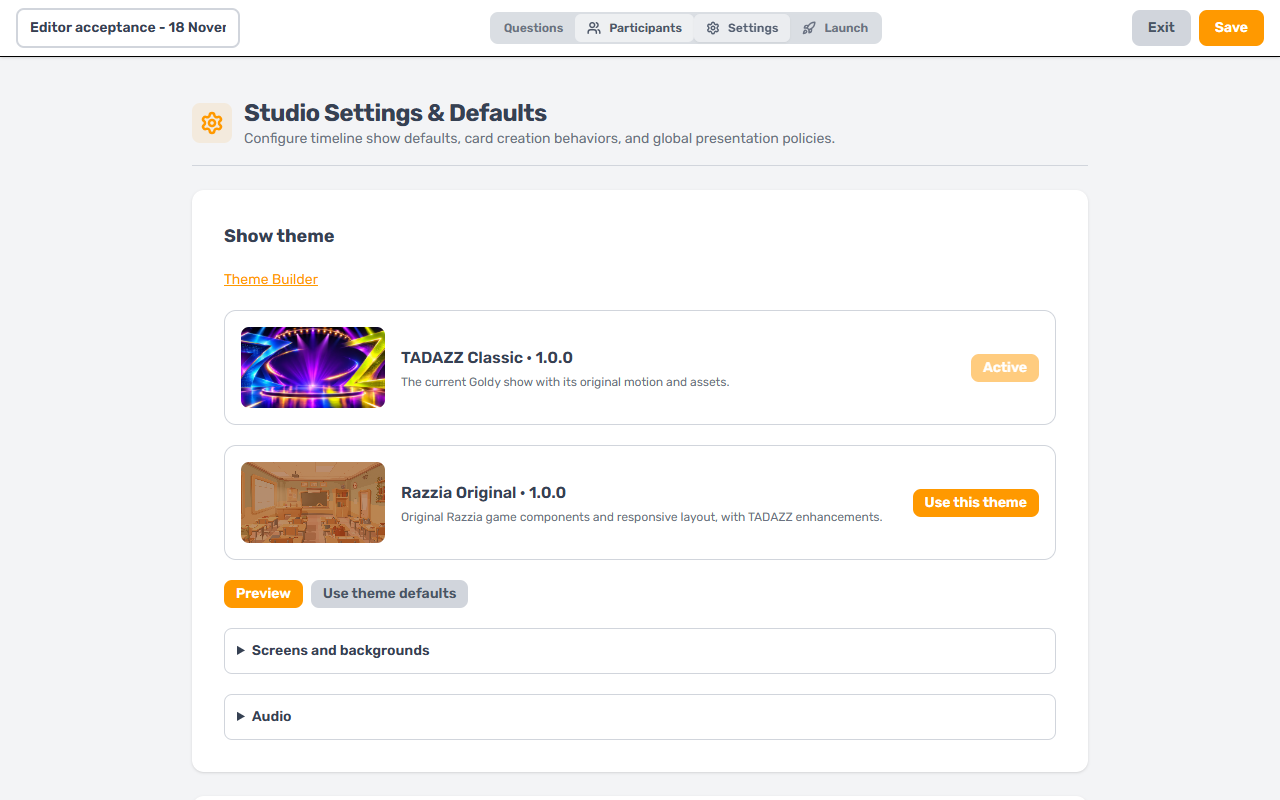 Editor acceptance - 18 Nover
Questions
Participants
Settings
Launch
Exit
Save
Studio Settings & Defaults
Configure timeline show defaults, card creation behaviors, and global presentation policies.
Show theme
Theme Builder
TADAZZ Classic • 1.0.0
The current Goldy show with its original motion and assets.
Active
Razzia Original • 1.0.0
Original Razzia game components and responsive layout, with TADAZZ enhancements.
Use this theme
Preview
Use theme defaults
Screens and backgrounds
Audio